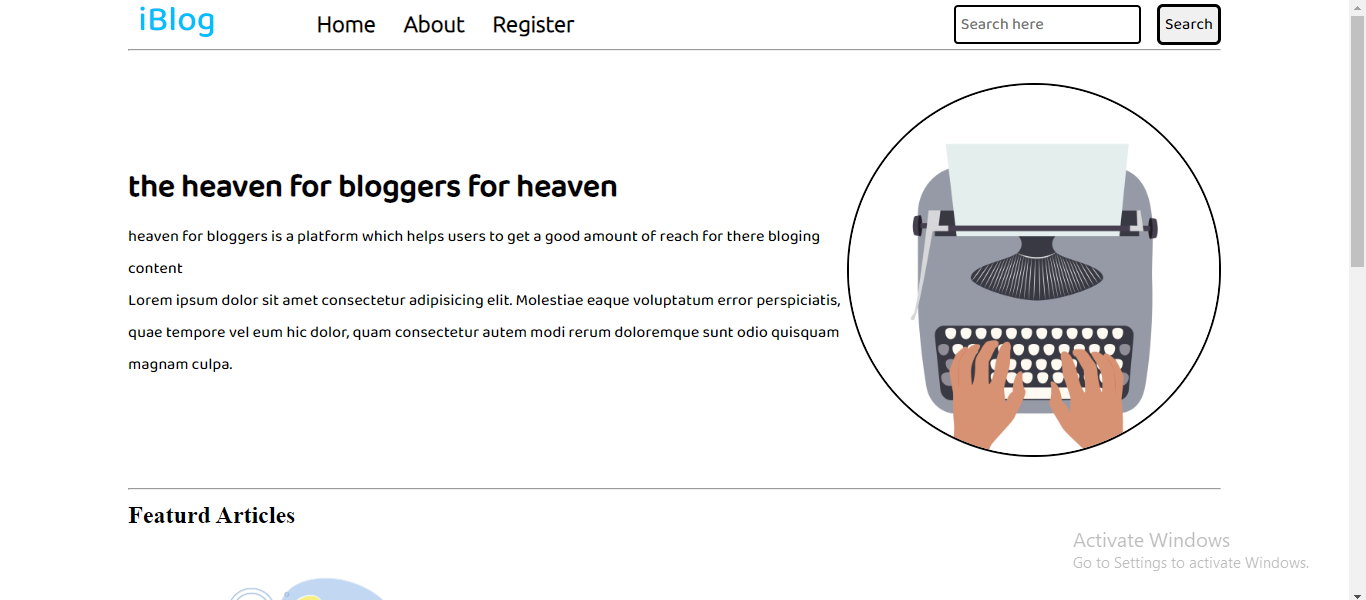 iBlog
Home About Register
Search here
Search
the heaven for bloggers for heaven
heaven for bloggers is a platform which helps users to get a good amount of reach for there bloging
content
Lorem ipsum dolor sit amet consectetur adipisicing elit. Molestiae eaque voluptatum error perspiciatis,
quae tempore vel eum hic dolor, quam consectetur autem modi rerum doloremque sunt odio quisquam
magnam culpa.
Featurd Articles
Activate Windows
Go to Settings to activate Windows.